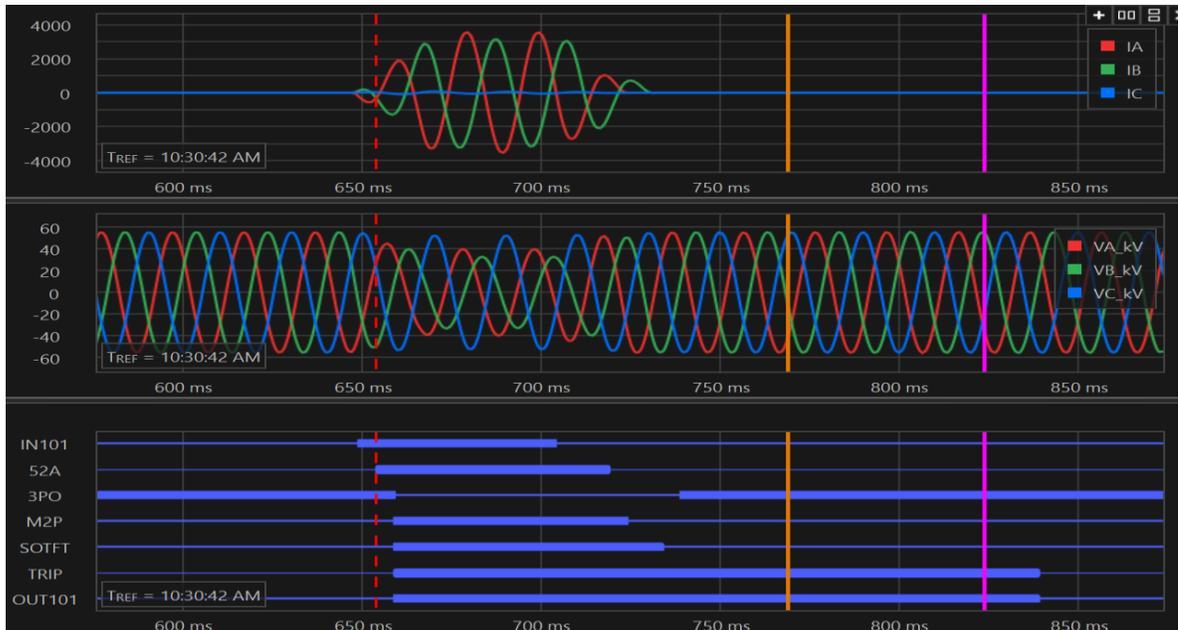 4000
2000
0
-2000
-4000
IA
IB
IC
TREF = 10:30:42 AM
600 ms 650 ms 700 ms 750 ms 800 ms 850 ms
60
40
20
0
-20
-40
-60
VA_kV
VB_kV
VC_kV
TREF = 10:30:42 AM
600 ms 650 ms 700 ms 750 ms 800 ms 850 ms
IN101
52A
3PO
M2P
SOTFT
TRIP
OUT101
TREF = 10:30:42 AM
600 ms 650 ms 700 ms 750 ms 800 ms 850 ms